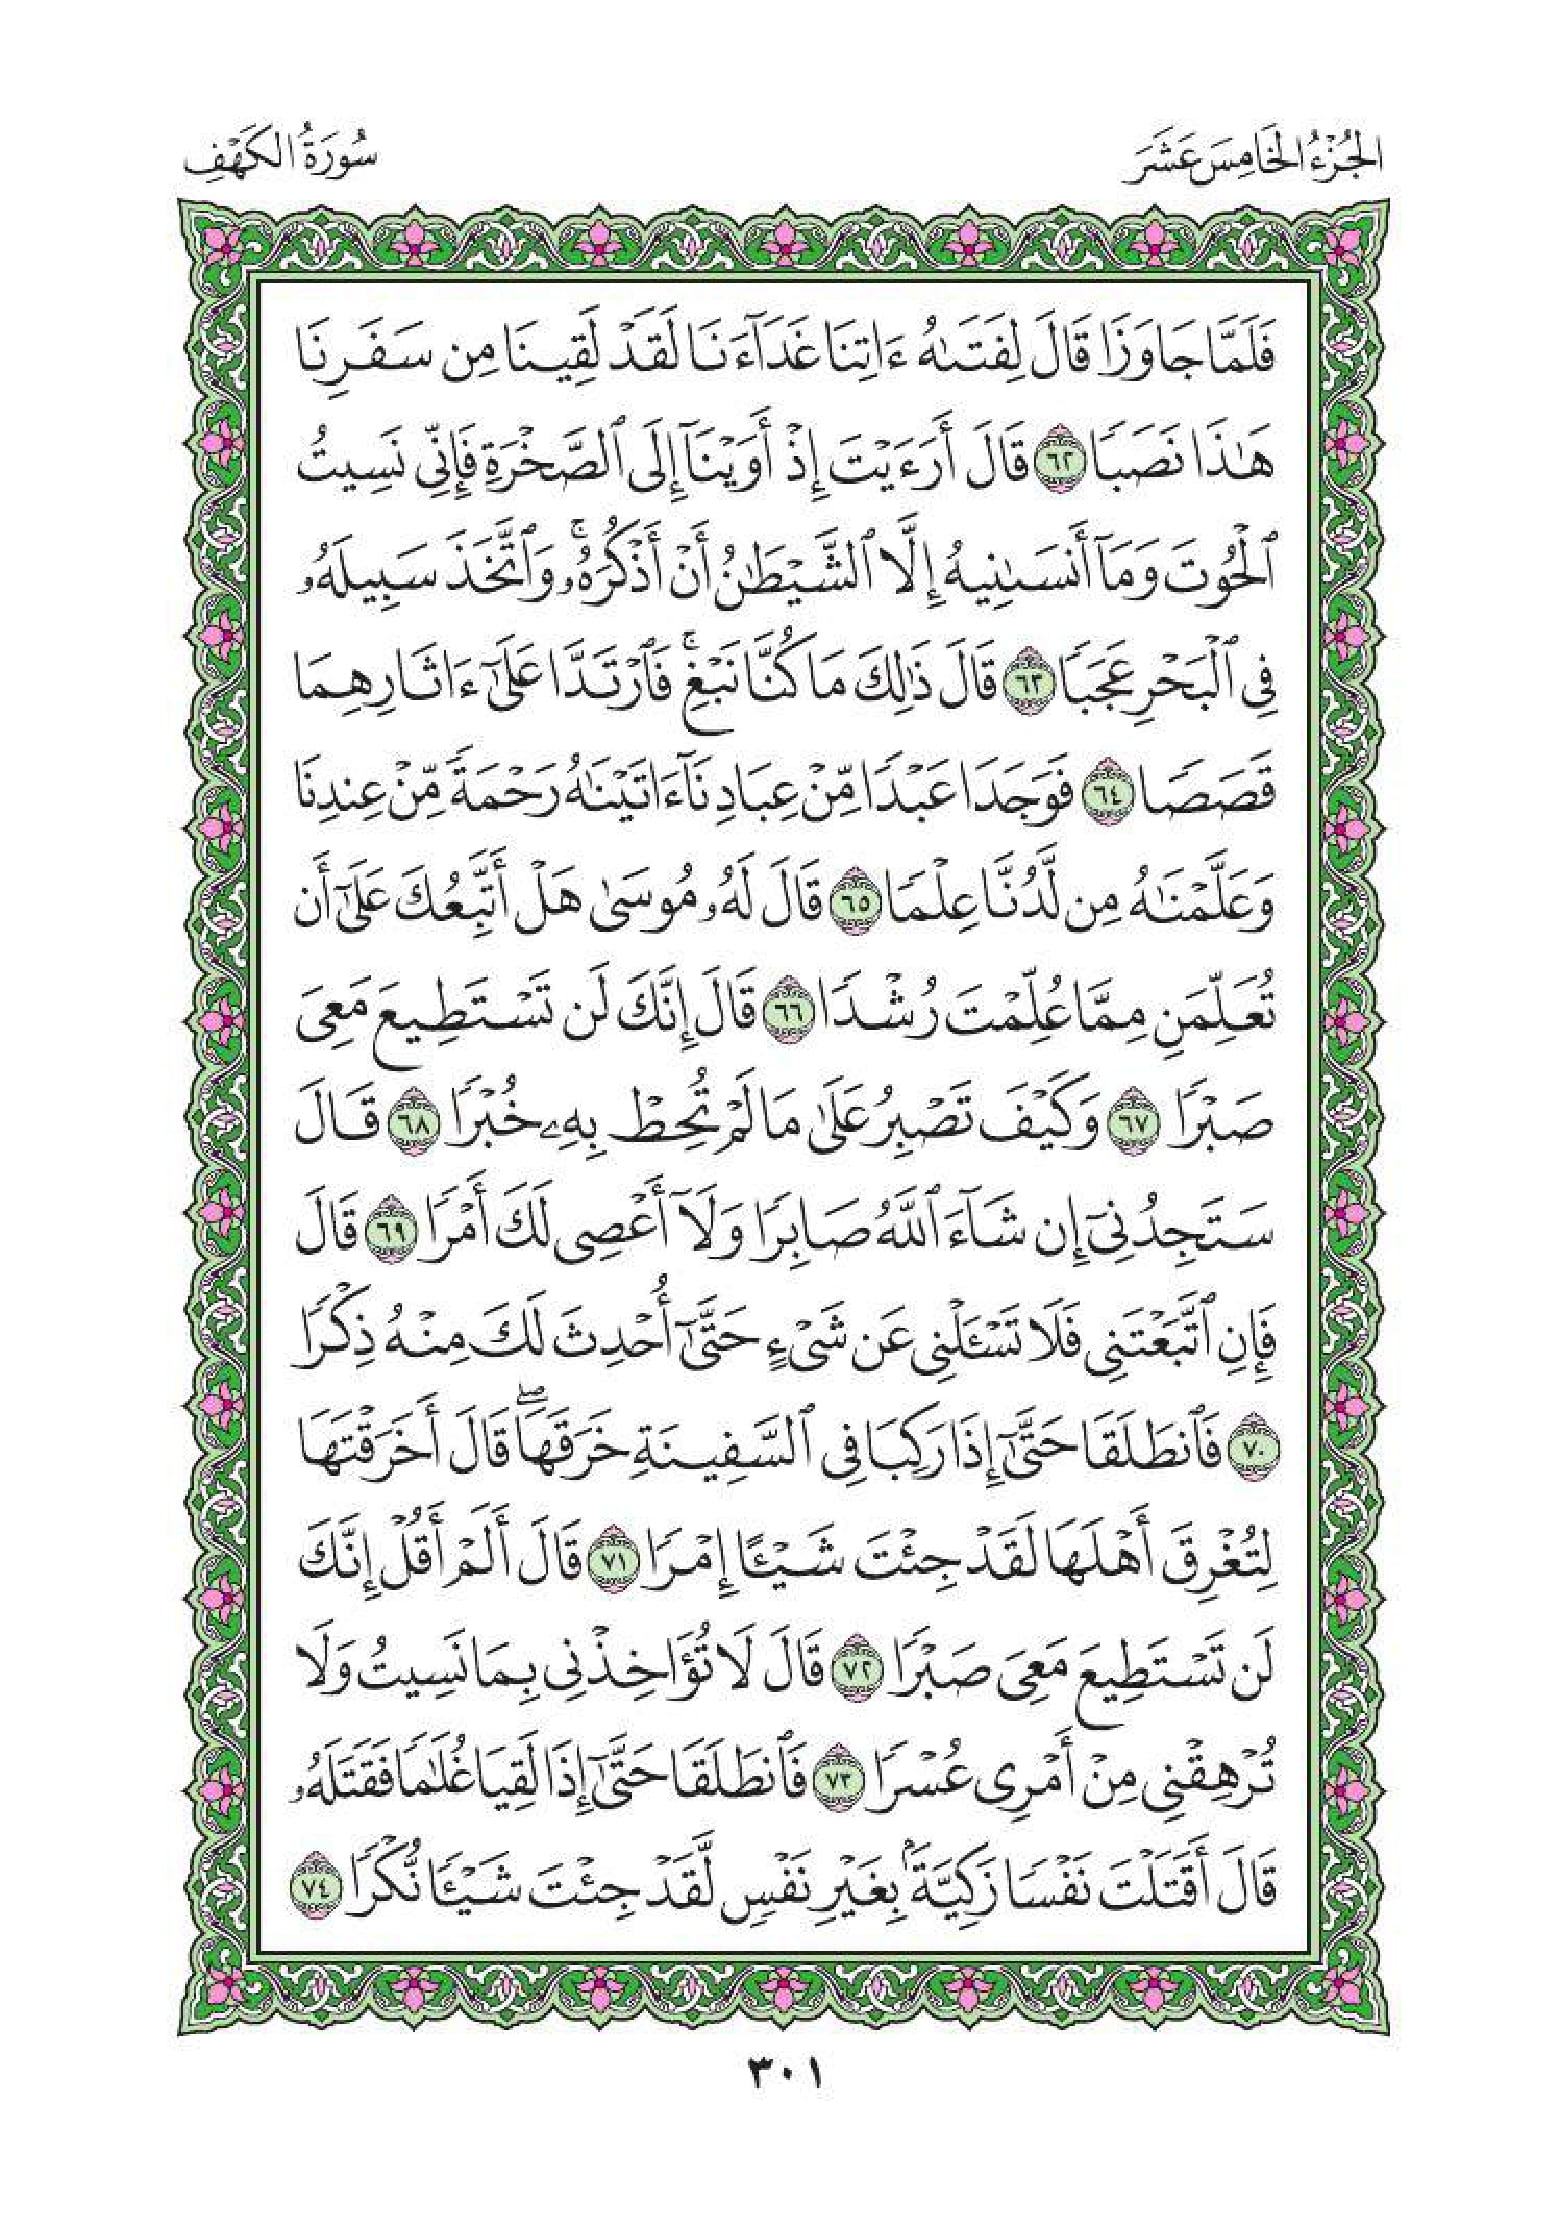 الجُزْءُ الخَامِسَ عَشَرَ
سُورَةُ الكَهْفِ
فَلَمَّا جَاوَزَا قَالَ لِفَتَىٰهُ ءَاتِنَا غَدَآءَنَا لَقَدْ لَقِينَا مِن سَفَرِنَا
هَٰذَا نَصَبًا ٦٢ قَالَ أَرَءَيْتَ إِذْ أَوَيْنَآ إِلَى ٱلصَّخْرَةِ فَإِنِّى نَسِيتُ
ٱلْحُوتَ وَمَآ أَنسَىٰنِيهُ إِلَّا ٱلشَّيْطَٰنُ أَنْ أَذْكُرَهُۥ ۚ وَٱتَّخَذَ سَبِيلَهُۥ
فِى ٱلْبَحْرِ عَجَبًا ٦٣ قَالَ ذَٰلِكَ مَا كُنَّا نَبْغِ ۚ فَٱرْتَدَّا عَلَىٰٓ ءَاثَارِهِمَا
قَصَصًا ٦٤ فَوَجَدَا عَبْدًا مِّنْ عِبَادِنَآ ءَاتَيْنَٰهُ رَحْمَةً مِّنْ عِندِنَا
وَعَلَّمْنَٰهُ مِن لَّدُنَّا عِلْمًا ٦٥ قَالَ لَهُۥ مُوسَىٰ هَلْ أَتَّبِعُكَ عَلَىٰٓ أَن
تُعَلِّمَنِ مِمَّا عُلِّمْتَ رُشْدًا ٦٦ قَالَ إِنَّكَ لَن تَسْتَطِيعَ مَعِىَ
صَبْرًا ٦٧ وَكَيْفَ تَصْبِرُ عَلَىٰ مَا لَمْ تُحِطْ بِهِۦ خُبْرًا ٦٨ قَالَ
سَتَجِدُنِىٓ إِن شَآءَ ٱللَّهُ صَابِرًا وَلَآ أَعْصِى لَكَ أَمْرًا ٦٩ قَالَ
فَإِنِ ٱتَّبَعْتَنِى فَلَا تَسْـَٔلْنِى عَن شَىْءٍ حَتَّىٰٓ أُحْدِثَ لَكَ مِنْهُ ذِكْرًا
٧٠ فَٱنطَلَقَا حَتَّىٰٓ إِذَا رَكِبَا فِى ٱلسَّفِينَةِ خَرَقَهَا ۖ قَالَ أَخَرَقْتَهَا
لِتُغْرِقَ أَهْلَهَا لَقَدْ جِئْتَ شَيْـًٔا إِمْرًا ٧١ قَالَ أَلَمْ أَقُلْ إِنَّكَ
لَن تَسْتَطِيعَ مَعِىَ صَبْرًا ٧٢ قَالَ لَا تُؤَاخِذْنِى بِمَا نَسِيتُ وَلَا
تُرْهِقْنِى مِنْ أَمْرِى عُسْرًا ٧٣ فَٱنطَلَقَا حَتَّىٰٓ إِذَا لَقِيَا غُلَٰمًا فَقَتَلَهُۥ
قَالَ أَقَتَلْتَ نَفْسًا زَكِيَّةًۢ بِغَيْرِ نَفْسٍ لَّقَدْ جِئْتَ شَيْـًٔا نُّكْرًا ٧٤
٣٠١